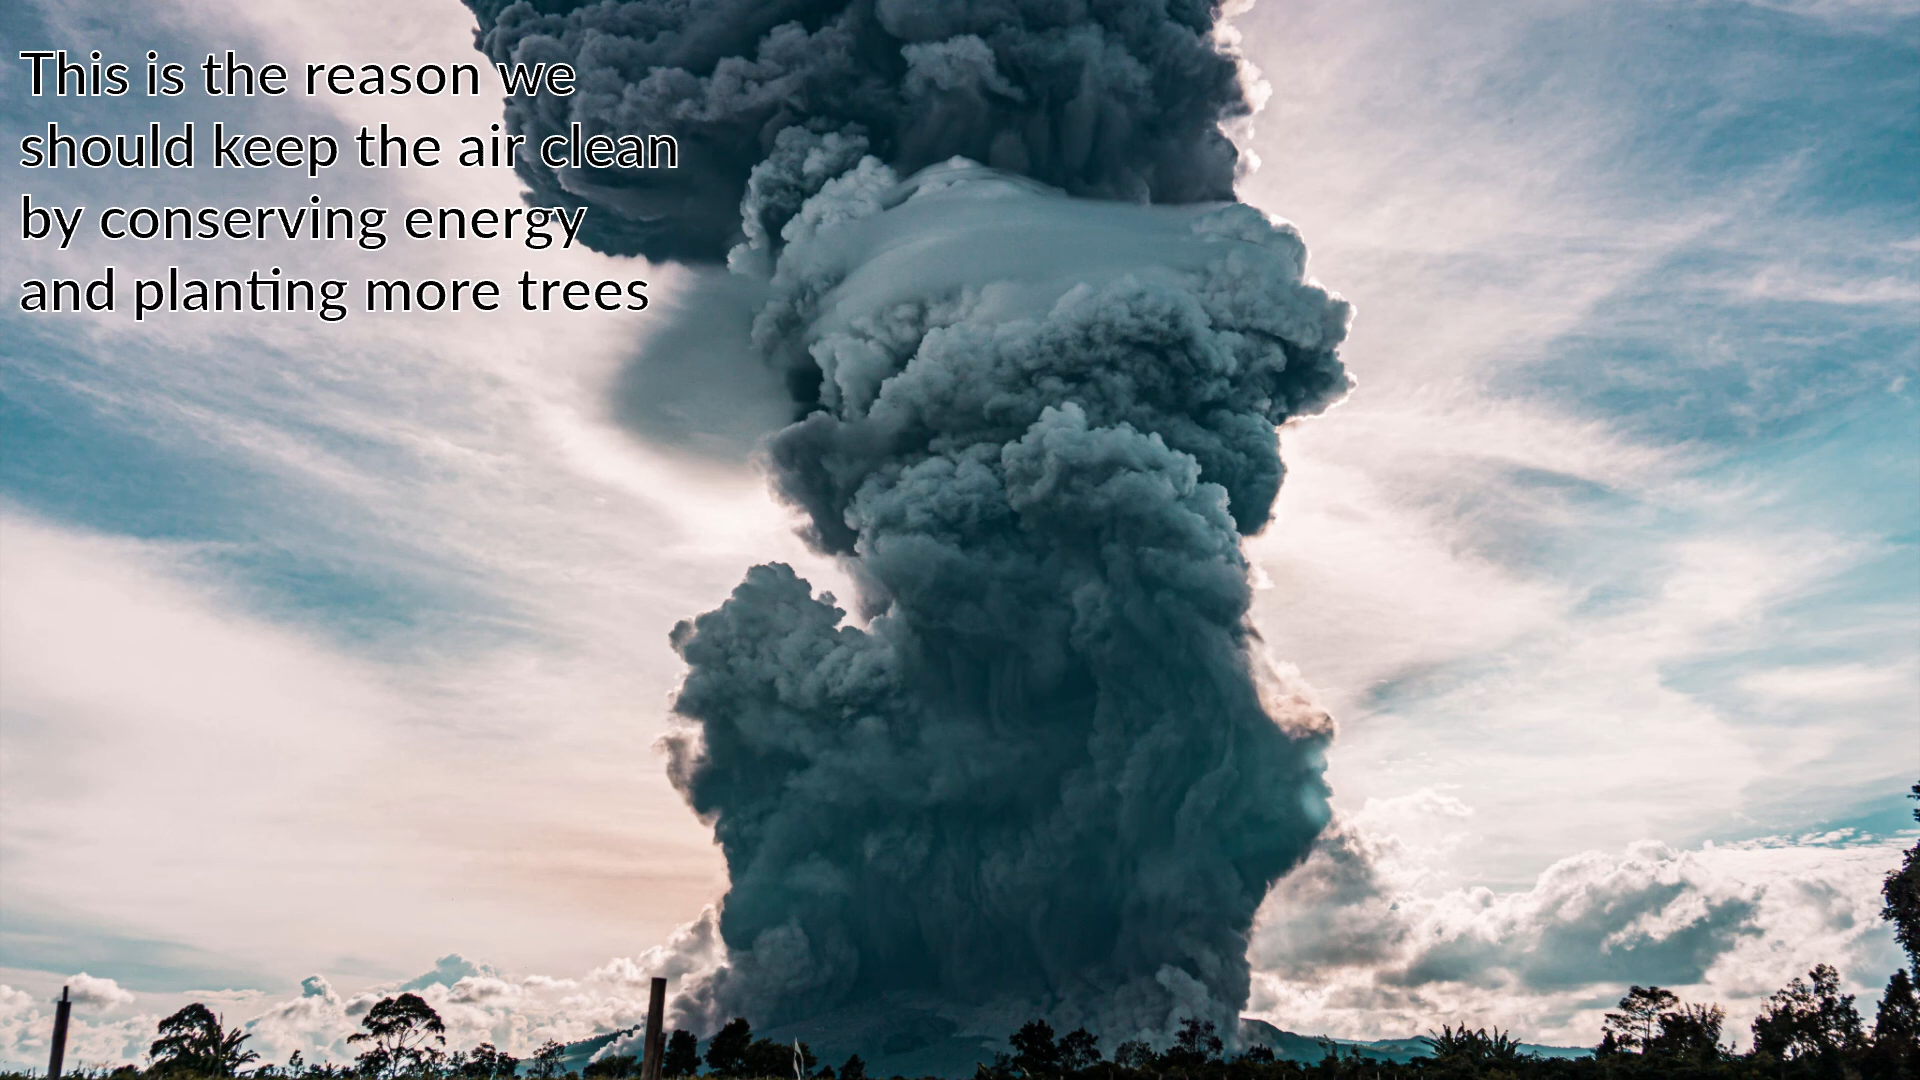 This is the reason we
should keep the air clean
by conserving energy
and planting more trees